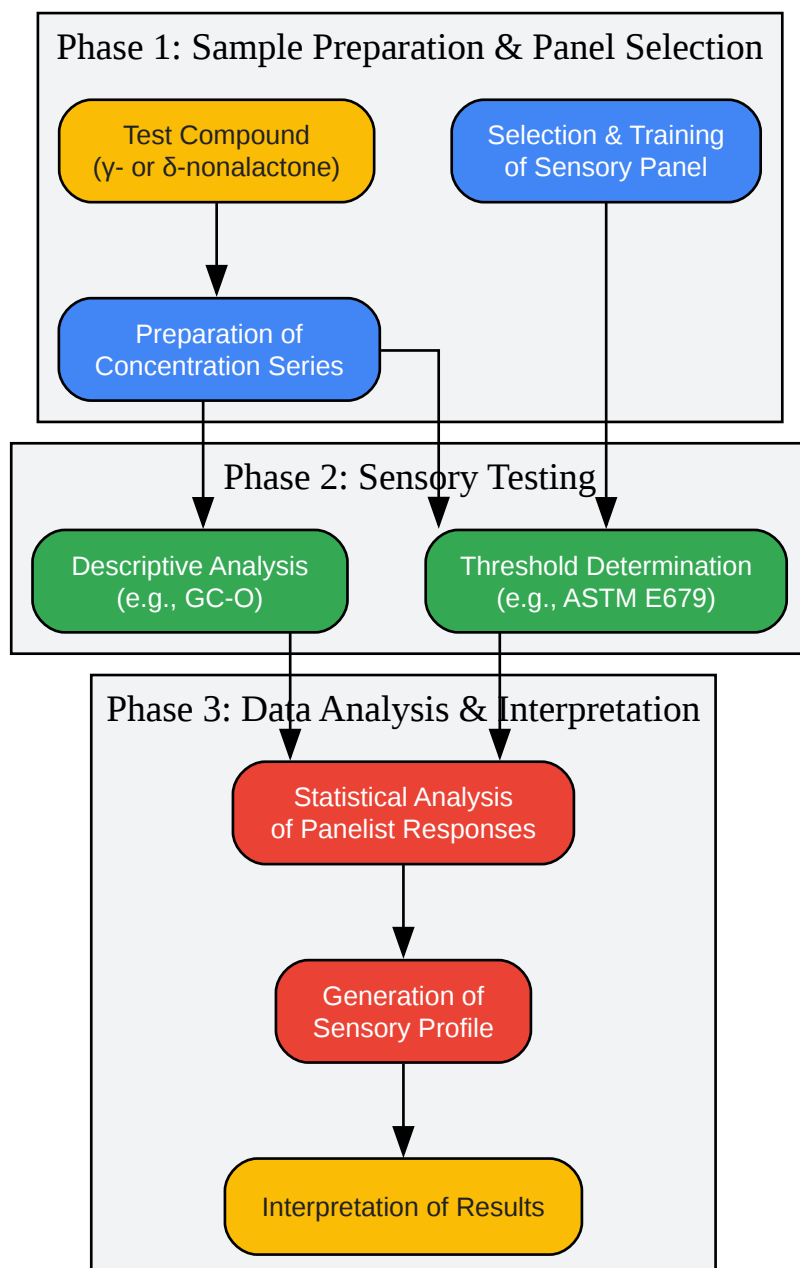 Phase 1: Sample Preparation & Panel Selection
Test Compound
(γ- or δ-nonalactone)
Selection & Training
of Sensory Panel
Preparation of
Concentration Series
Phase 2: Sensory Testing
Descriptive Analysis
(e.g., GC-O)
Threshold Determination
(e.g., ASTM E679)
Phase 3: Data Analysis & Interpretation
Statistical Analysis
of Panelist Responses
Generation of
Sensory Profile
Interpretation of Results